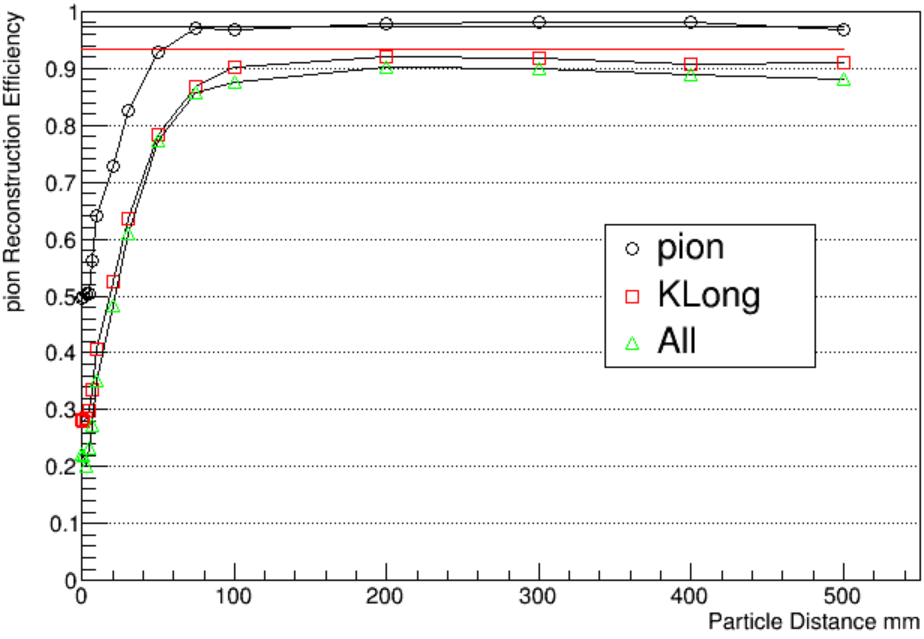 pion Reconstruction Efficiency
1
0.9
0.8
0.7
0.6
0.5
0.4
0.3
0.2
0.1
0
pion
KLong
All
0 100 200 300 400 500
Particle Distance mm